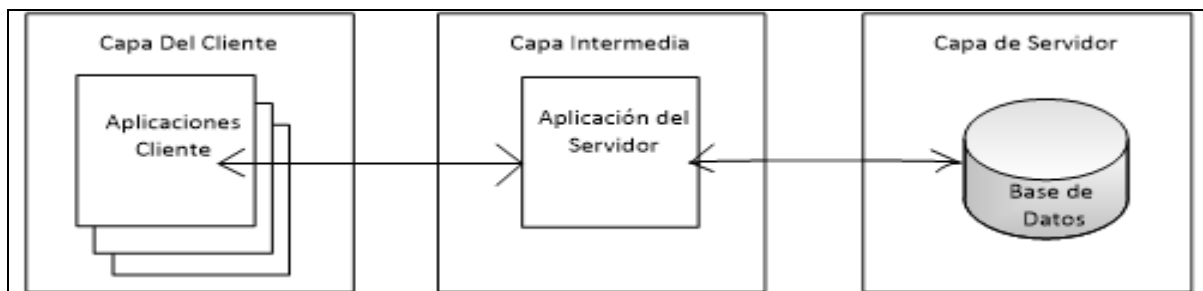 Capa Del Cliente
Aplicaciones
Cliente
Capa Intermedia
Aplicación del
Servidor
Capa de Servidor
Base de
Datos